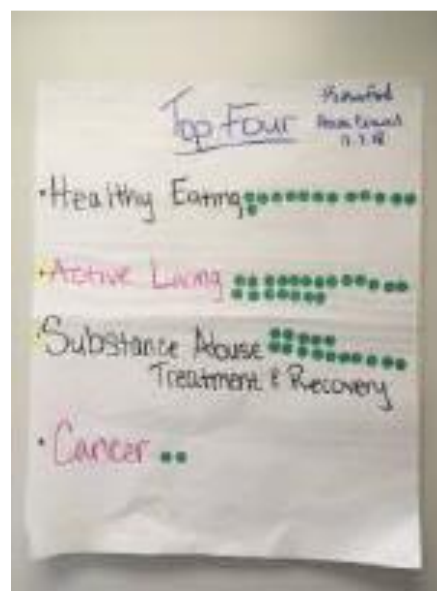 Top Four
• Healthy Eating
• Active Living
• Substance Abuse
Treatment & Recovery
• Cancer